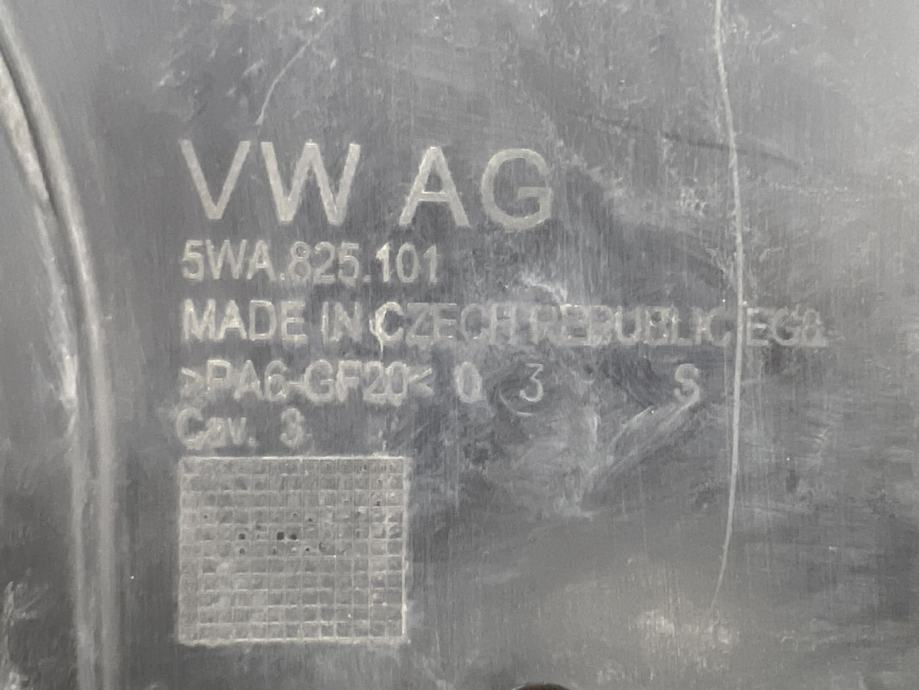 VW AG
5WA.825.101
MADE IN CZECH REPUBLIC EG8
>PA6-GF20< 0 3 S
Cav. 3